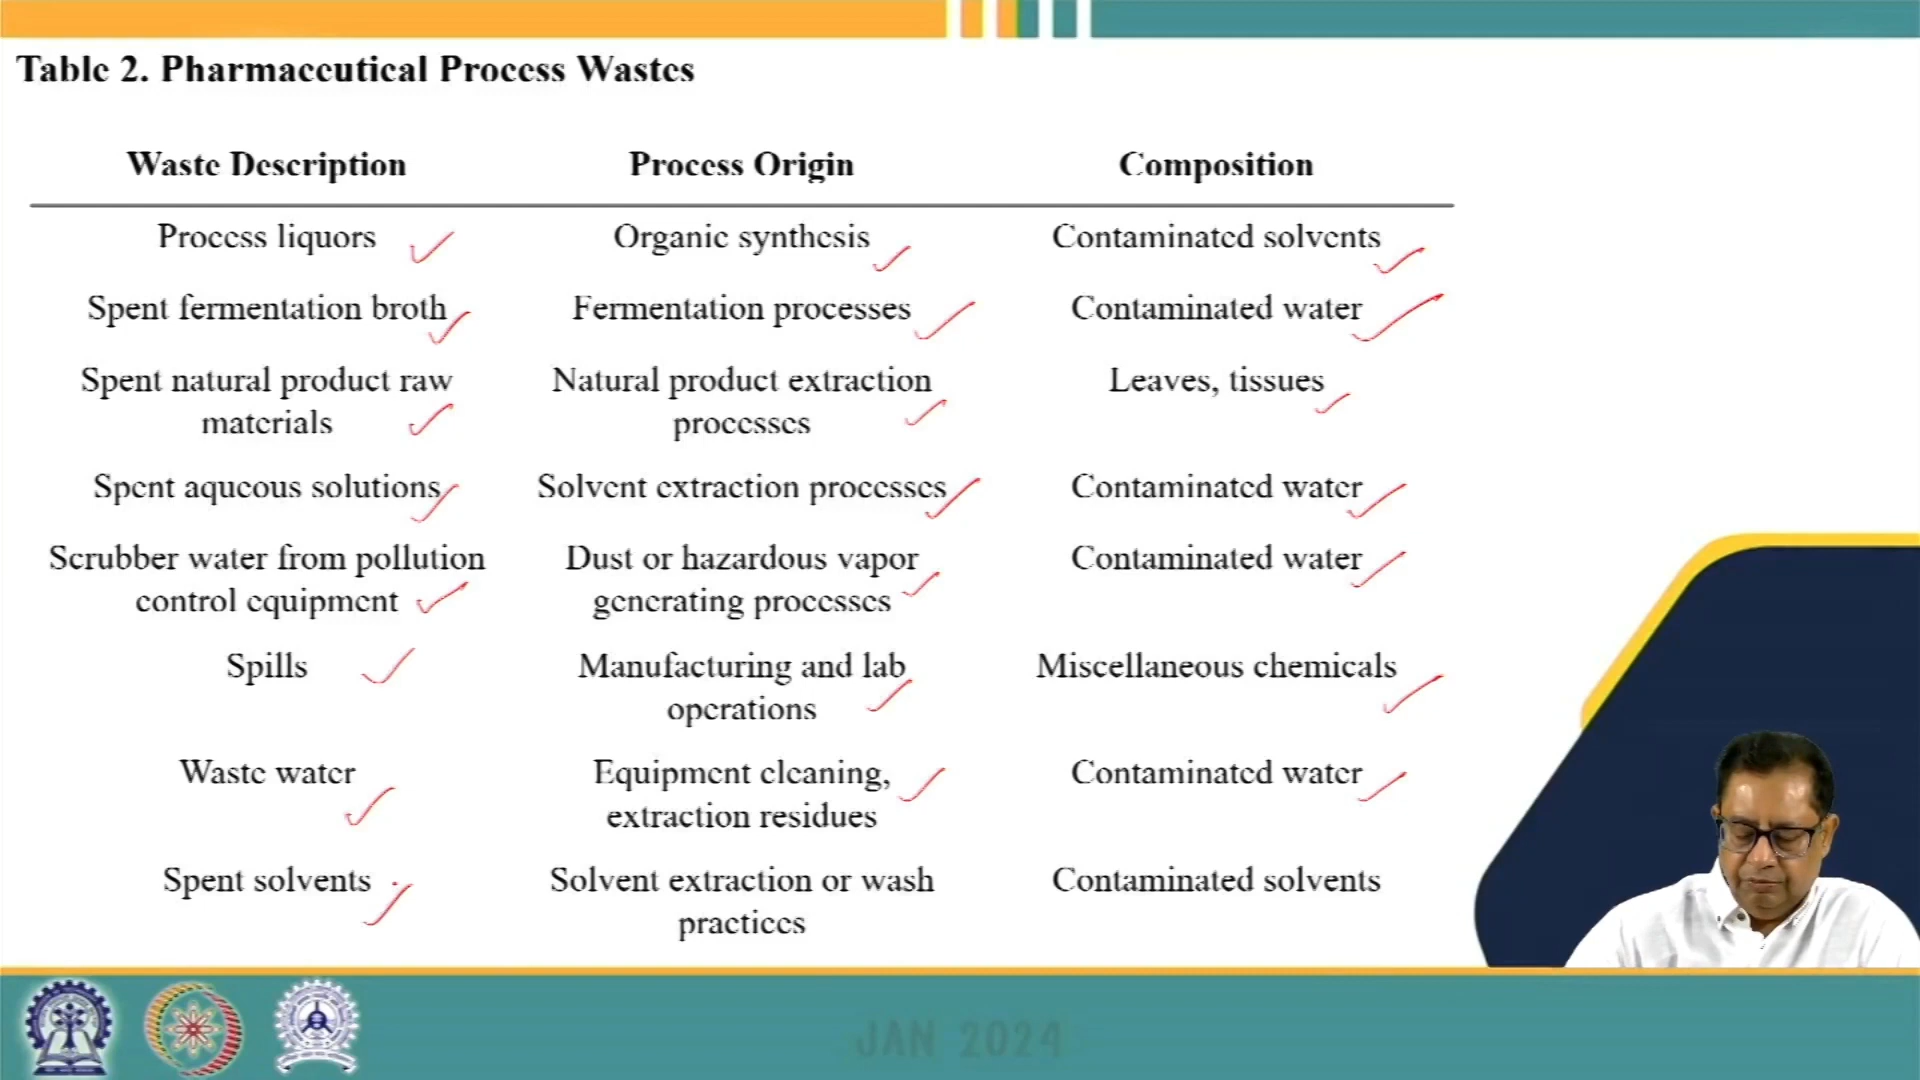 Table 2. Pharmaceutical Process Wastes
Waste Description Process Origin Composition
Process liquors Organic synthesis Contaminated solvents
Spent fermentation broth Fermentation processes Contaminated water
Spent natural product raw materials Natural product extraction processes Leaves, tissues
Spent aqueous solutions Solvent extraction processes Contaminated water
Scrubber water from pollution control equipment Dust or hazardous vapor generating processes Contaminated water
Spills Manufacturing and lab operations Miscellaneous chemicals
Waste water Equipment cleaning, extraction residues Contaminated water
Spent solvents Solvent extraction or wash practices Contaminated solvents
JAN 2024